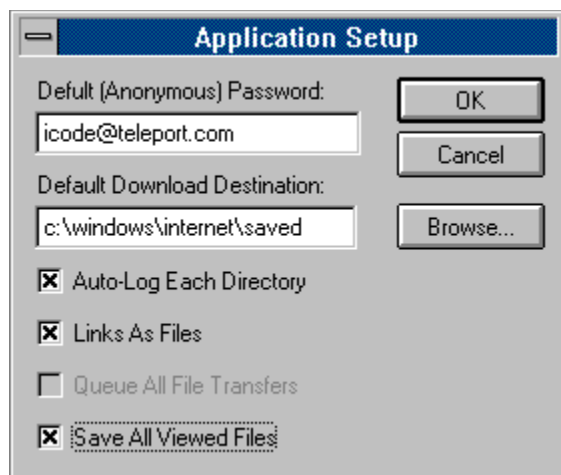 Application Setup
Defult (Anonymous) Password:
OK
icode@teleport.com
Cancel
Default Download Destination:
c:\windows\internet\saved
Browse...
Auto-Log Each Directory
Links As Files
Queue All File Transfers
Save All Viewed Files